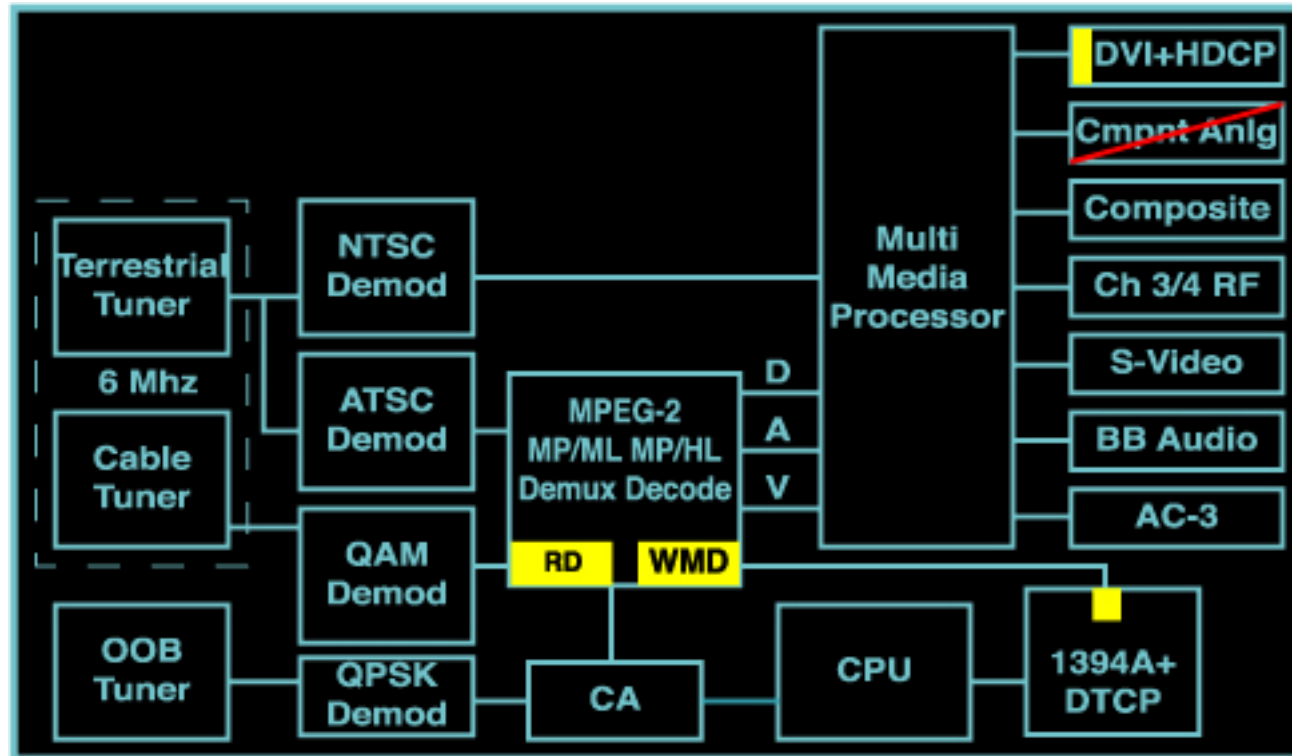 DVI+HDCP
Cmpnt Anlg
Composite
Ch 3/4 RF
S-Video
BB Audio
AC-3
Multi
Media
Processor
NTSC
Demod
Terrestrial
Tuner
6 Mhz
Cable
Tuner
ATSC
Demod
MPEG-2
MP/ML MP/HL
Demux Decode
D
A
V
RD
WMD
QAM
Demod
OOB
Tuner
QPSK
Demod
CA
CPU
1394A+
DTCP